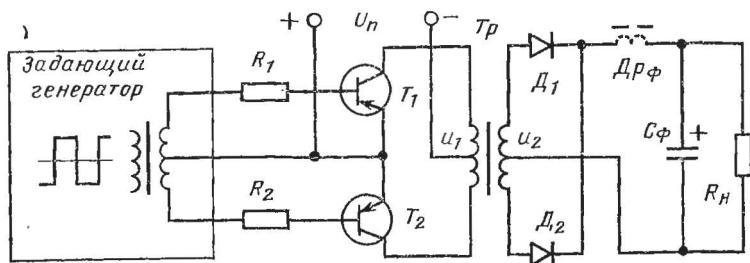 )
+ Uп - Тр
Задающий
генератор
R1
T1
R2
T2
u1
u2
Д1
Д2
Дрф
Cф +
Rн